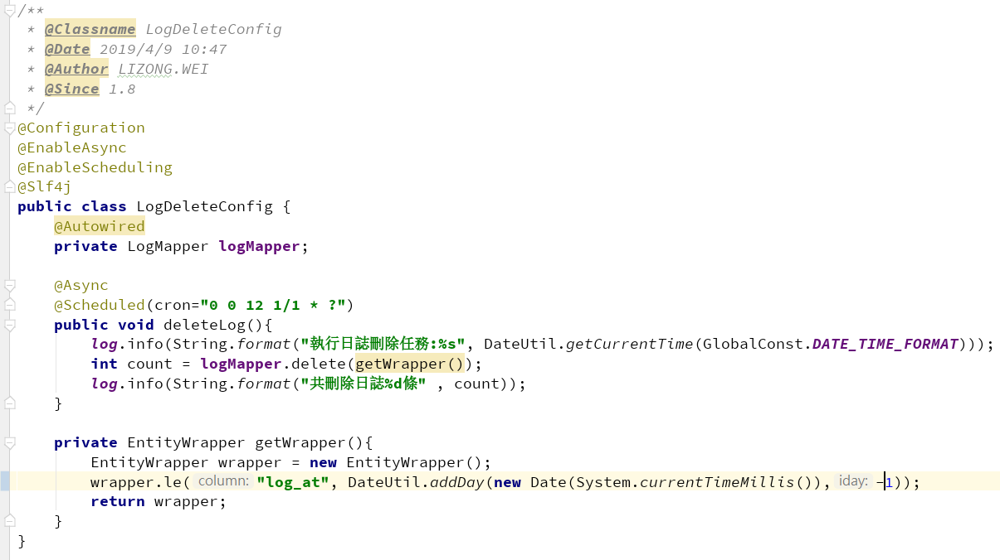 /**
 * @Classname LogDeleteConfig
 * @Date 2019/4/9 10:47
 * @Author LIZONG.WEI
 * @Since 1.8
 */
@Configuration
@EnableAsync
@EnableScheduling
@Slf4j
public class LogDeleteConfig {
    @Autowired
    private LogMapper logMapper;

    @Async
    @Scheduled(cron="0 0 12 1/1 * ?")
    public void deleteLog(){
        log.info(String.format("執行日誌刪除任務:%s", DateUtil.getCurrentTime(GlobalConst.DATE_TIME_FORMAT)));
        int count = logMapper.delete(getWrapper());
        log.info(String.format("共刪除日誌%d條" , count));
    }

    private EntityWrapper getWrapper(){
        EntityWrapper wrapper = new EntityWrapper();
        wrapper.le( column: "log_at", DateUtil.addDay(new Date(System.currentTimeMillis()), iday: -1));
        return wrapper;
    }
}